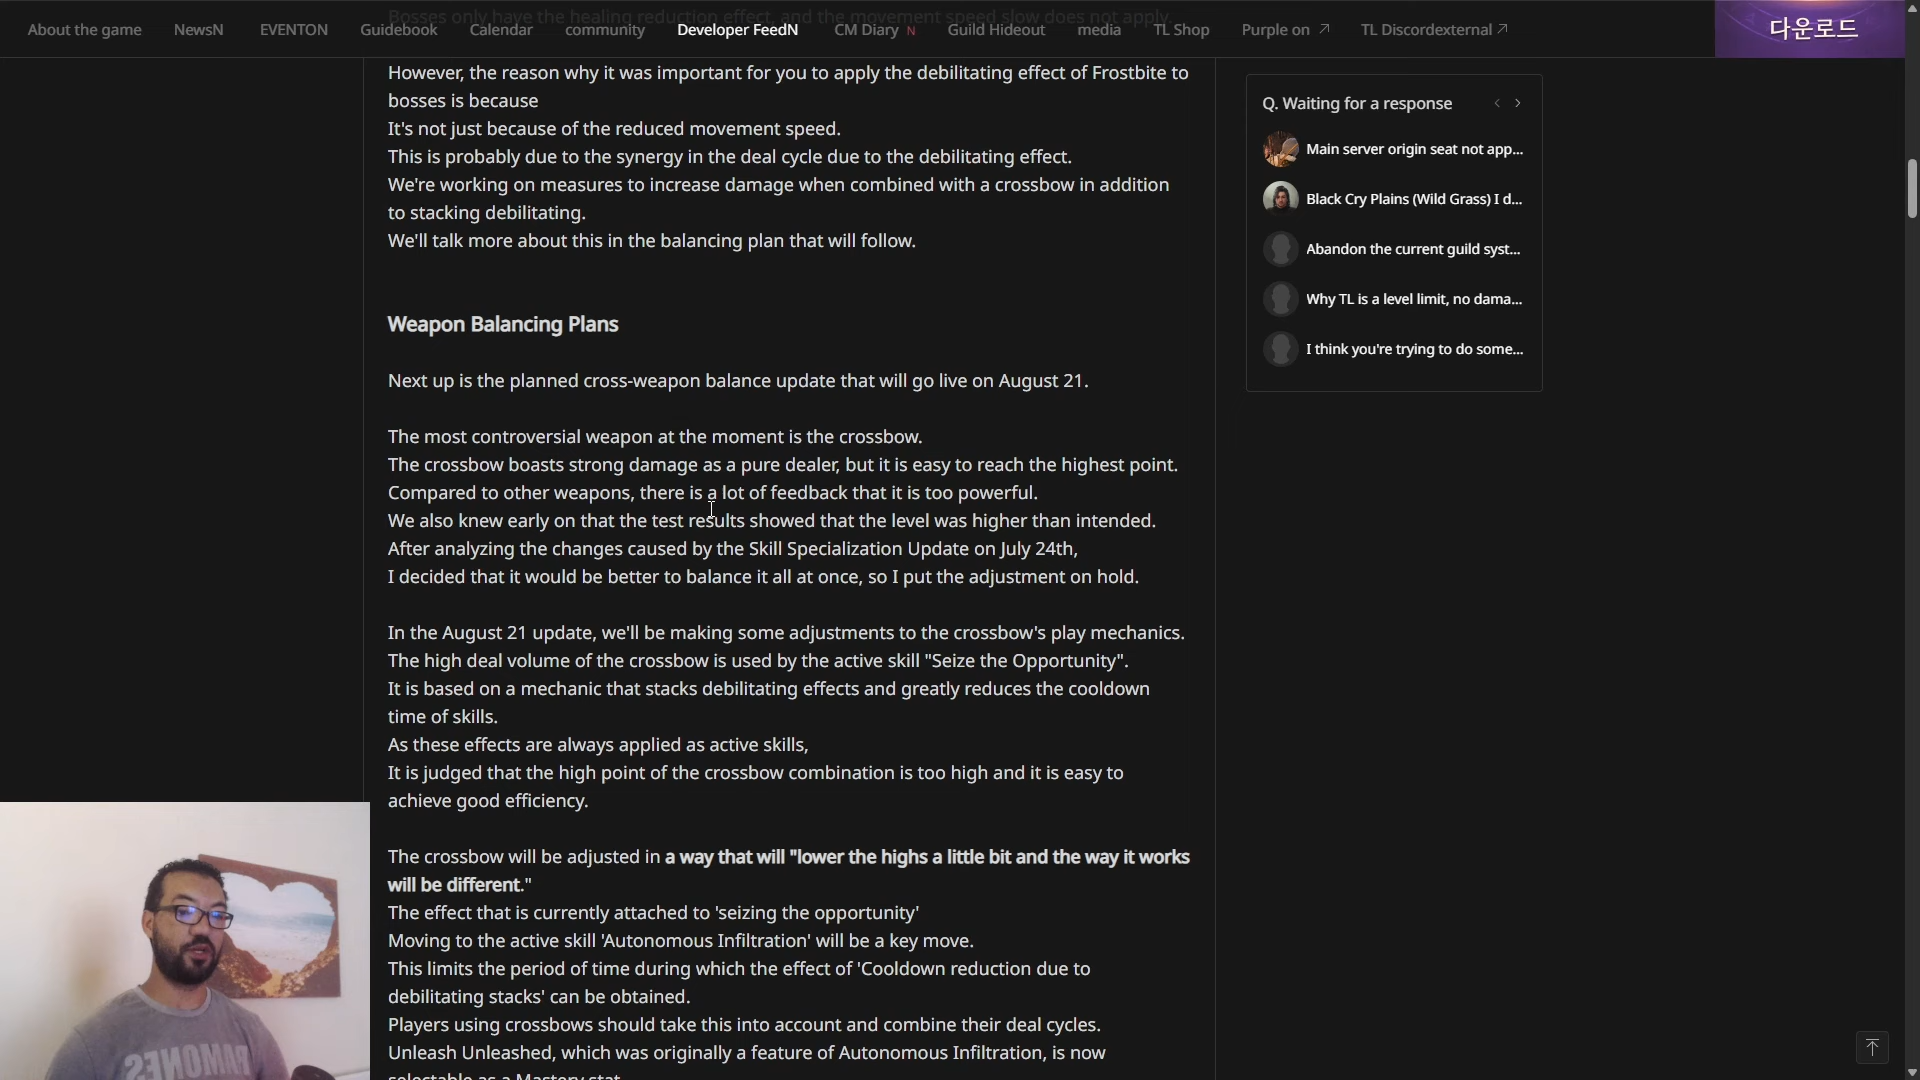 Bosses only have the healing reduction effect, and the movement speed slow does not apply.
About the game NewsN EVENTON Guidebook Calendar community Developer FeedN CM Diary N Guild Hideout media TL Shop Purple on TL Discordexternal 다운로드
However, the reason why it was important for you to apply the debilitating effect of Frostbite to
bosses is because
It's not just because of the reduced movement speed.
This is probably due to the synergy in the deal cycle due to the debilitating effect.
We're working on measures to increase damage when combined with a crossbow in addition
to stacking debilitating.
We'll talk more about this in the balancing plan that will follow.
Weapon Balancing Plans
Next up is the planned cross-weapon balance update that will go live on August 21.
The most controversial weapon at the moment is the crossbow.
The crossbow boasts strong damage as a pure dealer, but it is easy to reach the highest point.
Compared to other weapons, there is a lot of feedback that it is too powerful.
We also knew early on that the test results showed that the level was higher than intended.
After analyzing the changes caused by the Skill Specialization Update on July 24th,
I decided that it would be better to balance it all at once, so I put the adjustment on hold.
In the August 21 update, we'll be making some adjustments to the crossbow's play mechanics.
The high deal volume of the crossbow is used by the active skill "Seize the Opportunity".
It is based on a mechanic that stacks debilitating effects and greatly reduces the cooldown
time of skills.
As these effects are always applied as active skills,
It is judged that the high point of the crossbow combination is too high and it is easy to
achieve good efficiency.
The crossbow will be adjusted in a way that will "lower the highs a little bit and the way it works
will be different."
The effect that is currently attached to 'seizing the opportunity'
Moving to the active skill 'Autonomous Infiltration' will be a key move.
This limits the period of time during which the effect of 'Cooldown reduction due to
debilitating stacks' can be obtained.
Players using crossbows should take this into account and combine their deal cycles.
Unleash Unleashed, which was originally a feature of Autonomous Infiltration, is now
selectable as a Mastery stat.
Q. Waiting for a response
Main server origin seat not app...
Black Cry Plains (Wild Grass) I d...
Abandon the current guild syst...
Why TL is a level limit, no dama...
I think you're trying to do some...
RAMONES